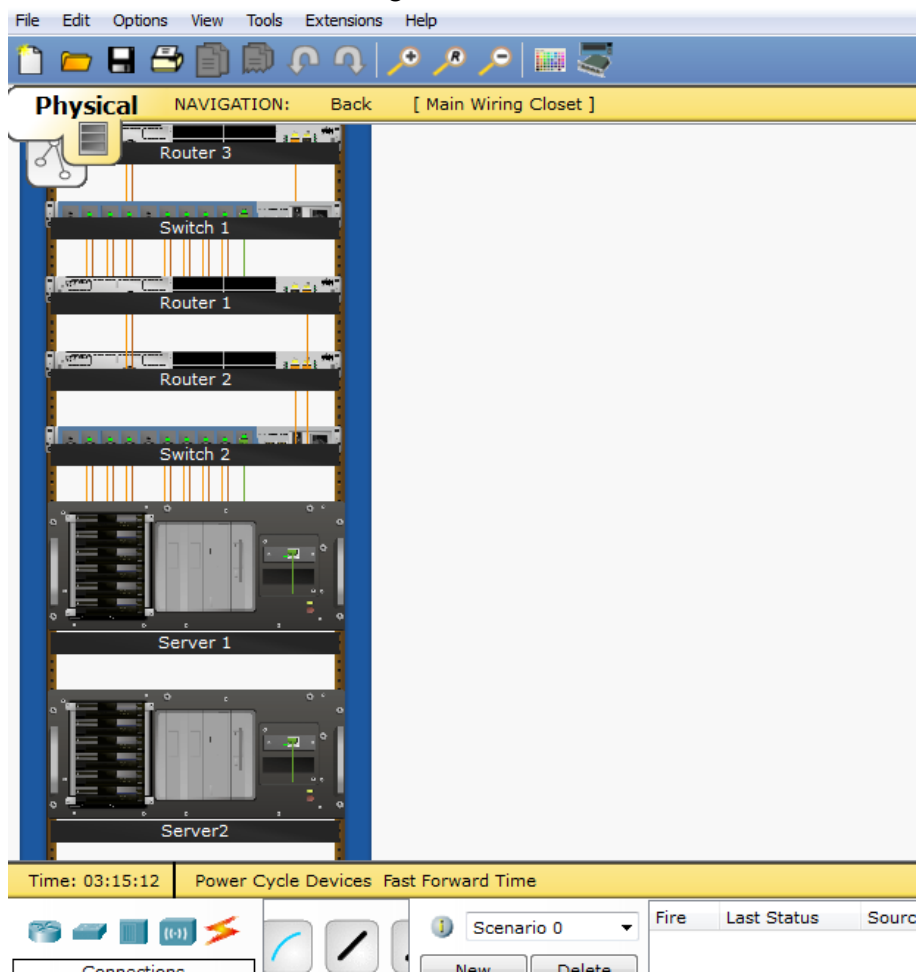 File Edit Options View Tools Extensions Help
R
Physical NAVIGATION: Back [ Main Wiring Closet ]
Router 3
Switch 1
Router 1
Router 2
Switch 2
Server 1
Server2
Time: 03:15:12 Power Cycle Devices Fast Forward Time
Scenario 0 Fire Last Status Sourc
Connections New Delete